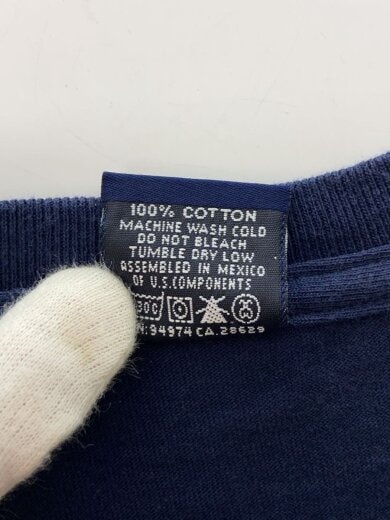 100% COTTON
MACHINE WASH COLD
DO NOT BLEACH
TUMBLE DRY LOW
ASSEMBLED IN MEXICO
OF U.S.COMPONENTS
30C
N:94974 CA.28629